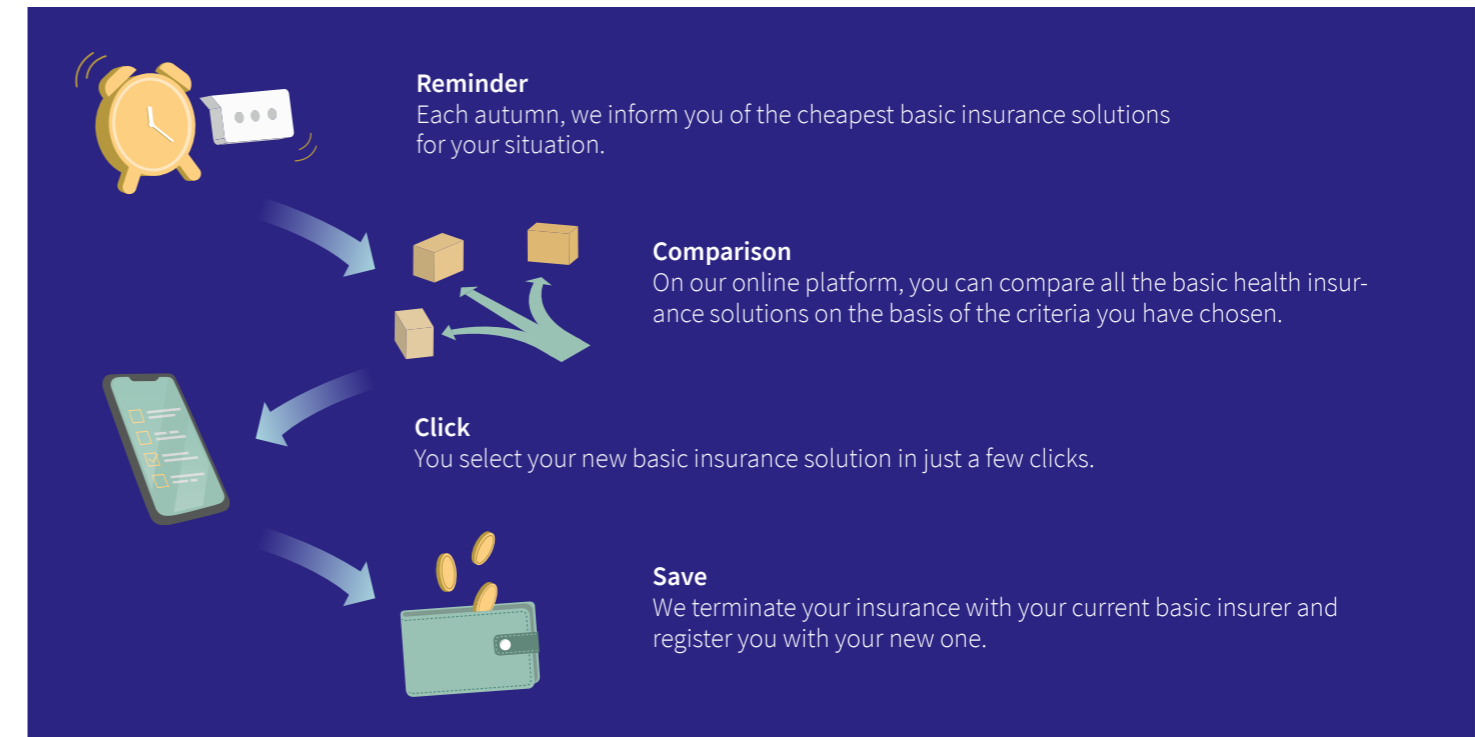 Reminder
Each autumn, we inform you of the cheapest basic insurance solutions
for your situation.
Comparison
On our online platform, you can compare all the basic health insur-
ance solutions on the basis of the criteria you have chosen.
Click
You select your new basic insurance solution in just a few clicks.
Save
We terminate your insurance with your current basic insurer and
register you with your new one.